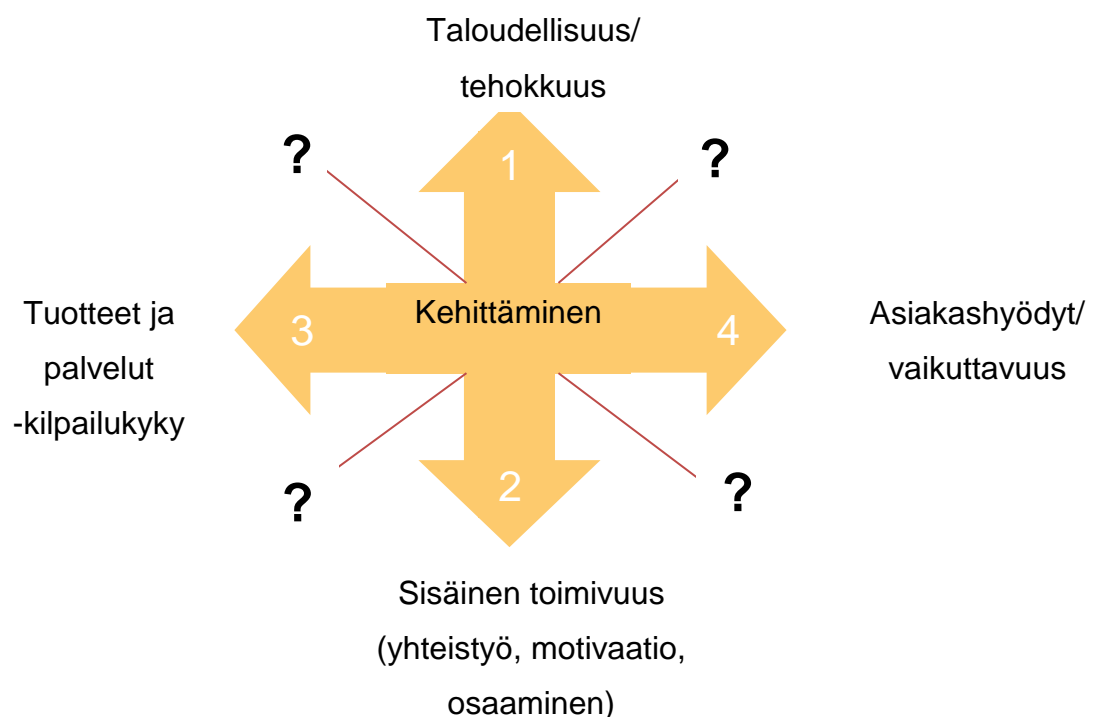 Taloudellisuus/
tehokkuus
?
?
1
Tuotteet ja
palvelut
-kilpailukyky
3
Kehittäminen
4
Asiakashyödyt/
vaikuttavuus
?
2
?
Sisäinen toimivuus
(yhteistyö, motivaatio,
osaaminen)